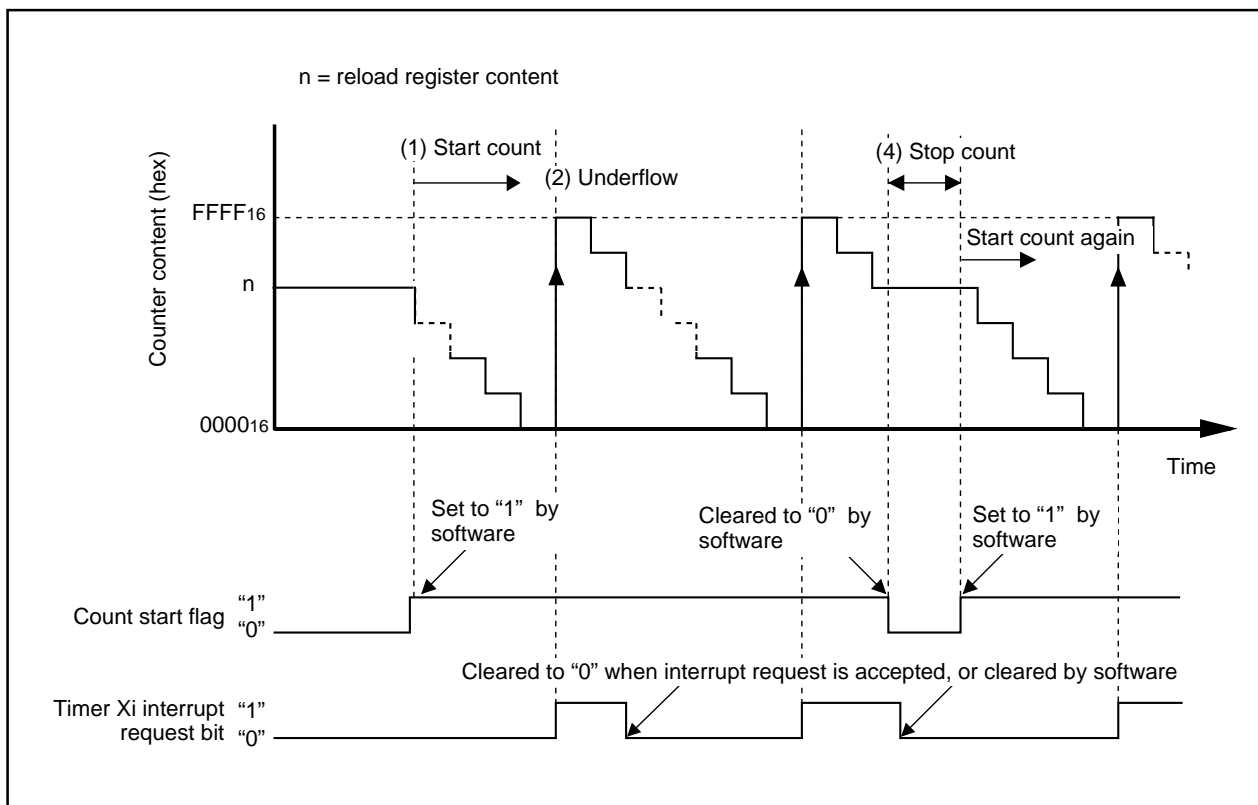 n = reload register content
Counter content (hex)
(1) Start count
(2) Underflow
(4) Stop count
FFFF16
Start count again
n
000016
Time
Set to “1” by
software
Cleared to “0” by
software
Set to “1” by
software
Count start flag
“1”
“0”
Cleared to “0” when interrupt request is accepted, or cleared by software
Timer Xi interrupt
request bit
“1”
“0”